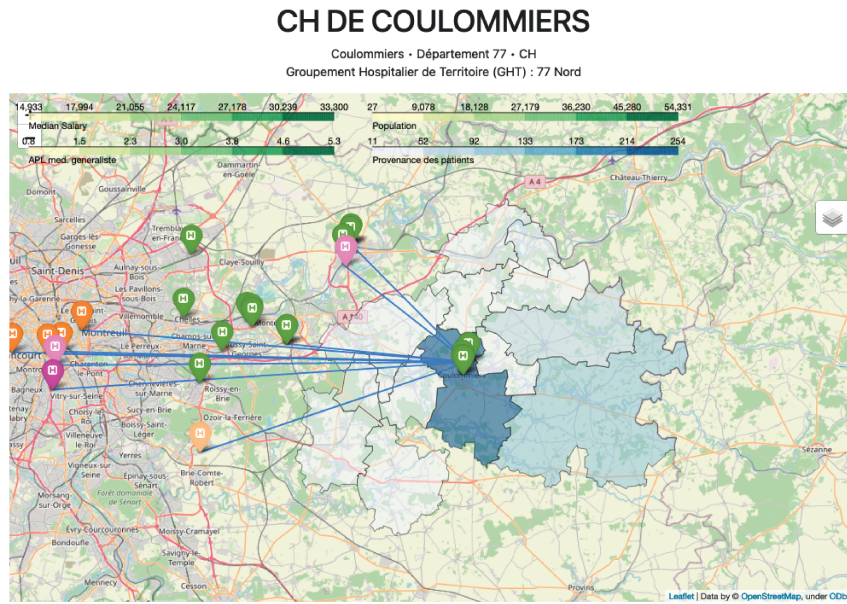 CH DE COULOMMIERS
Coulommiers • Département 77 • CH
Groupement Hospitalier de Territoire (GHT) : 77 Nord
14,933 17,994 21,055 24,117 27,178 30,239 33,300
27 9,078 18,128 27,179 36,230 45,280 54,331
Median Salary
Population
0.8 1.5 2.3 3.0 3.8 4.6 5.3
11 52 92 133 173 214 254
APL med. generaliste
Provenance des patients
Dammartin-
en-Goële
A 4
Château-Thierry
Domont
Goussainville
Sarcelles
Garges-lès-
Gonesse
Tremblay-
en-France
Claye-Souilly
Saint-Denis
Aulnay-sous-
Bois
Les Pavillons-
sous-Bois
Villemomble
Chelles
Montreuil
Le Perreux-
Champs-sur-
Marne
Charenton-
le-Pont
Bagneux
Vitry-sur-Seine
Chennevières-
sur-Marne
Roissy-en-
Brie
Choisy-le-
Roi
Sucy-en-Brie
Ozoir-la-Ferrière
Villeneuve-
le-Roi
Boissy-Saint-
Léger
Yerres
Vigneux-sur-
Seine
Épinay-sous-
Sénart
Brie-Comte-
Robert
Morsang-
sur-Orge
Forêt domaniale
de Sénart
Évry-Courcouronnes
Bondoufle
Moissy-Cramayel
Savigny-le-
Temple
Mennecy
Cesson
Sézanne
Provins
Leaflet | Data by © OpenStreetMap, under ODb